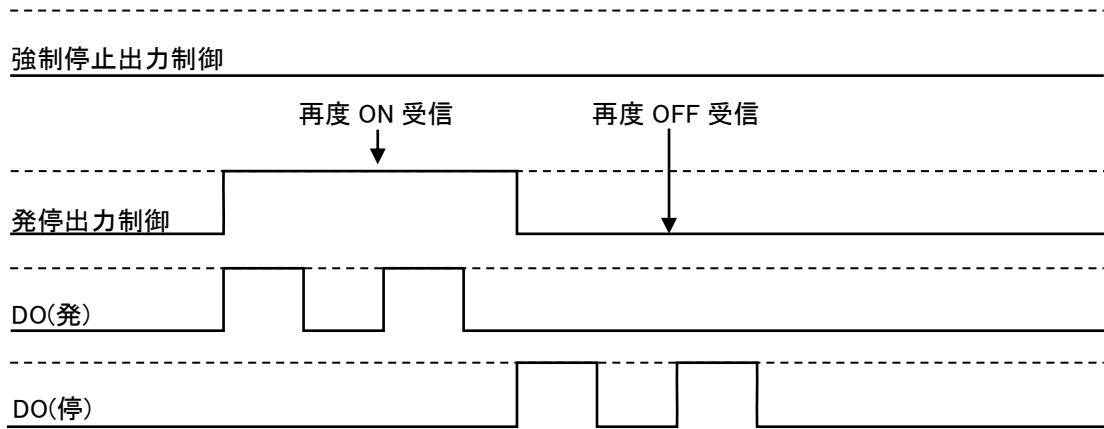 強制停止出力制御
再度 ON 受信
再度 OFF 受信
発停出力制御
DO(発)
DO(停)